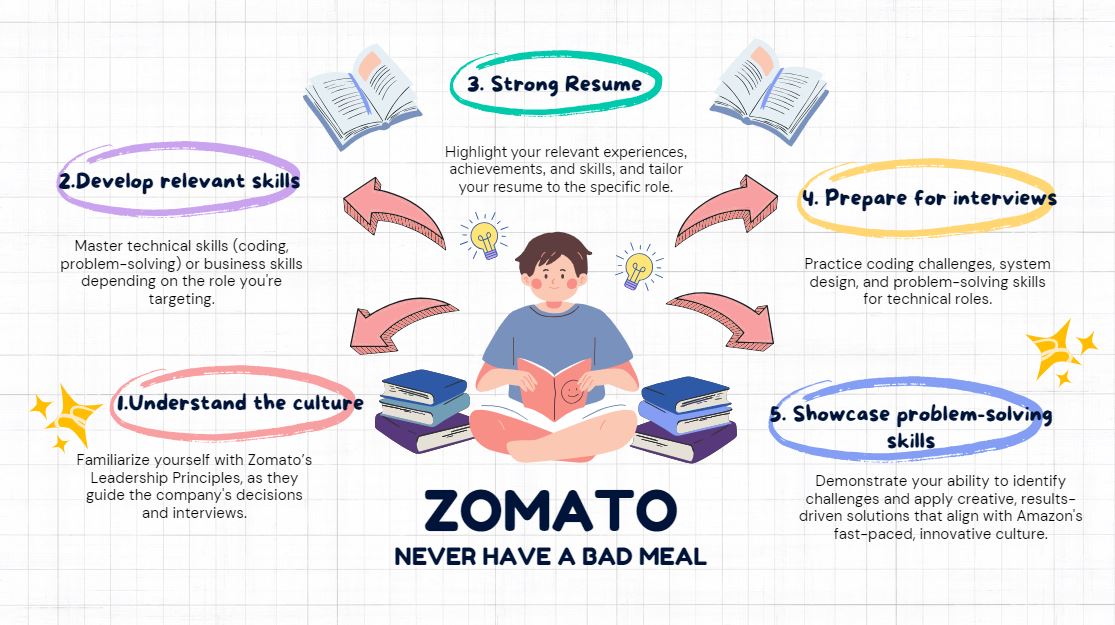 3. Strong Resume
Highlight your relevant experiences,
achievements, and skills, and tailor
your resume to the specific role.
2.Develop relevant skills
Master technical skills (coding,
problem-solving) or business skills
depending on the role you're
targeting.
4. Prepare for interviews
Practice coding challenges, system
design, and problem-solving skills
for technical roles.
1.Understand the culture
Familiarize yourself with Zomato's
Leadership Principles, as they
guide the company's decisions
and interviews.
5. Showcase problem-solving
skills
Demonstrate your ability to identify
challenges and apply creative, results-
driven solutions that align with Amazon's
fast-paced, innovative culture.
ZOMATO
NEVER HAVE A BAD MEAL